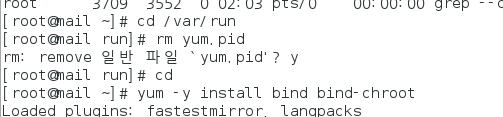 root 3709 3552 0 02:03 pts/0 00:00:00 grep --c
[root@mail ~]# cd /var/run
[root@mail run]# rm yum.pid
rm: remove 일반 파일 `yum.pid'? y
[root@mail run]# cd
[root@mail ~]# yum -y install bind bind-chroot
Loaded plugins: fastestmirror, langpacks